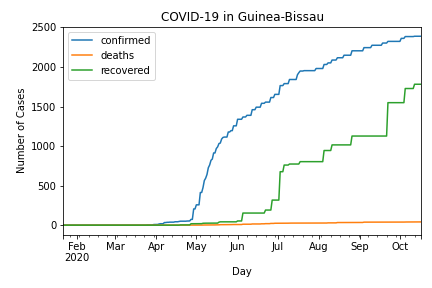 COVID-19 in Guinea-Bissau
2500
2000
1500
1000
500
0
Number of Cases
confirmed
deaths
recovered
Feb Mar Apr May Jun Jul Aug Sep Oct
2020
Day